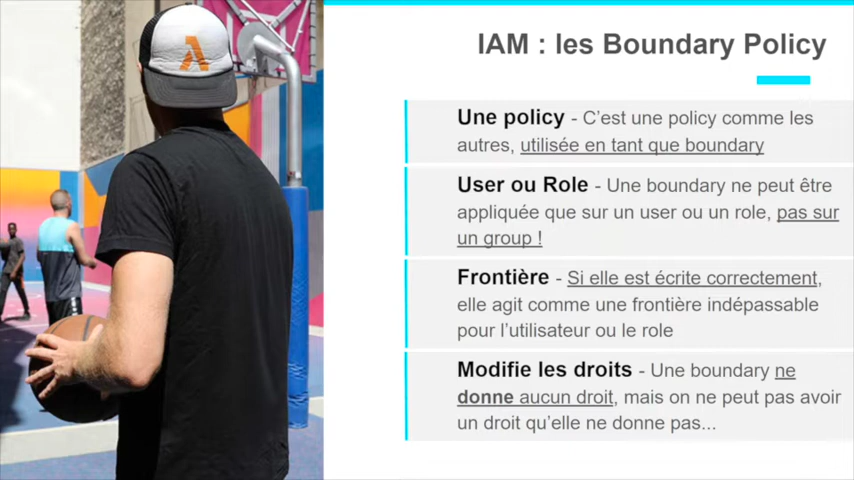 IAM : les Boundary Policy
Une policy - C'est une policy comme les
autres, utilisée en tant que boundary
User ou Role - Une boundary ne peut être
appliquée que sur un user ou un role, pas sur
un group !
Frontière - Si elle est écrite correctement,
elle agit comme une frontière indépassable
pour l'utilisateur ou le role
Modifie les droits - Une boundary ne
donne aucun droit, mais on ne peut pas avoir
un droit qu'elle ne donne pas...